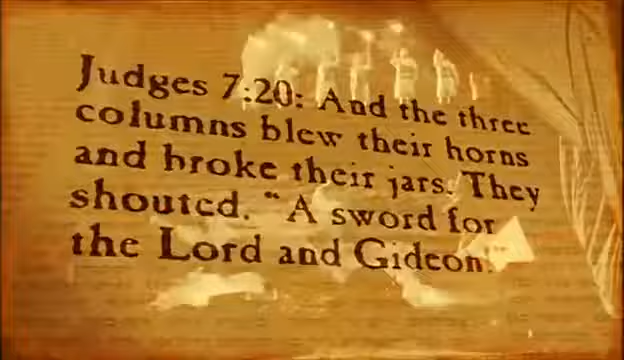 Judges 7:20: And the three
columns blew their horns
and broke their jars. They
shouted. "A sword for
the Lord and Gideon."